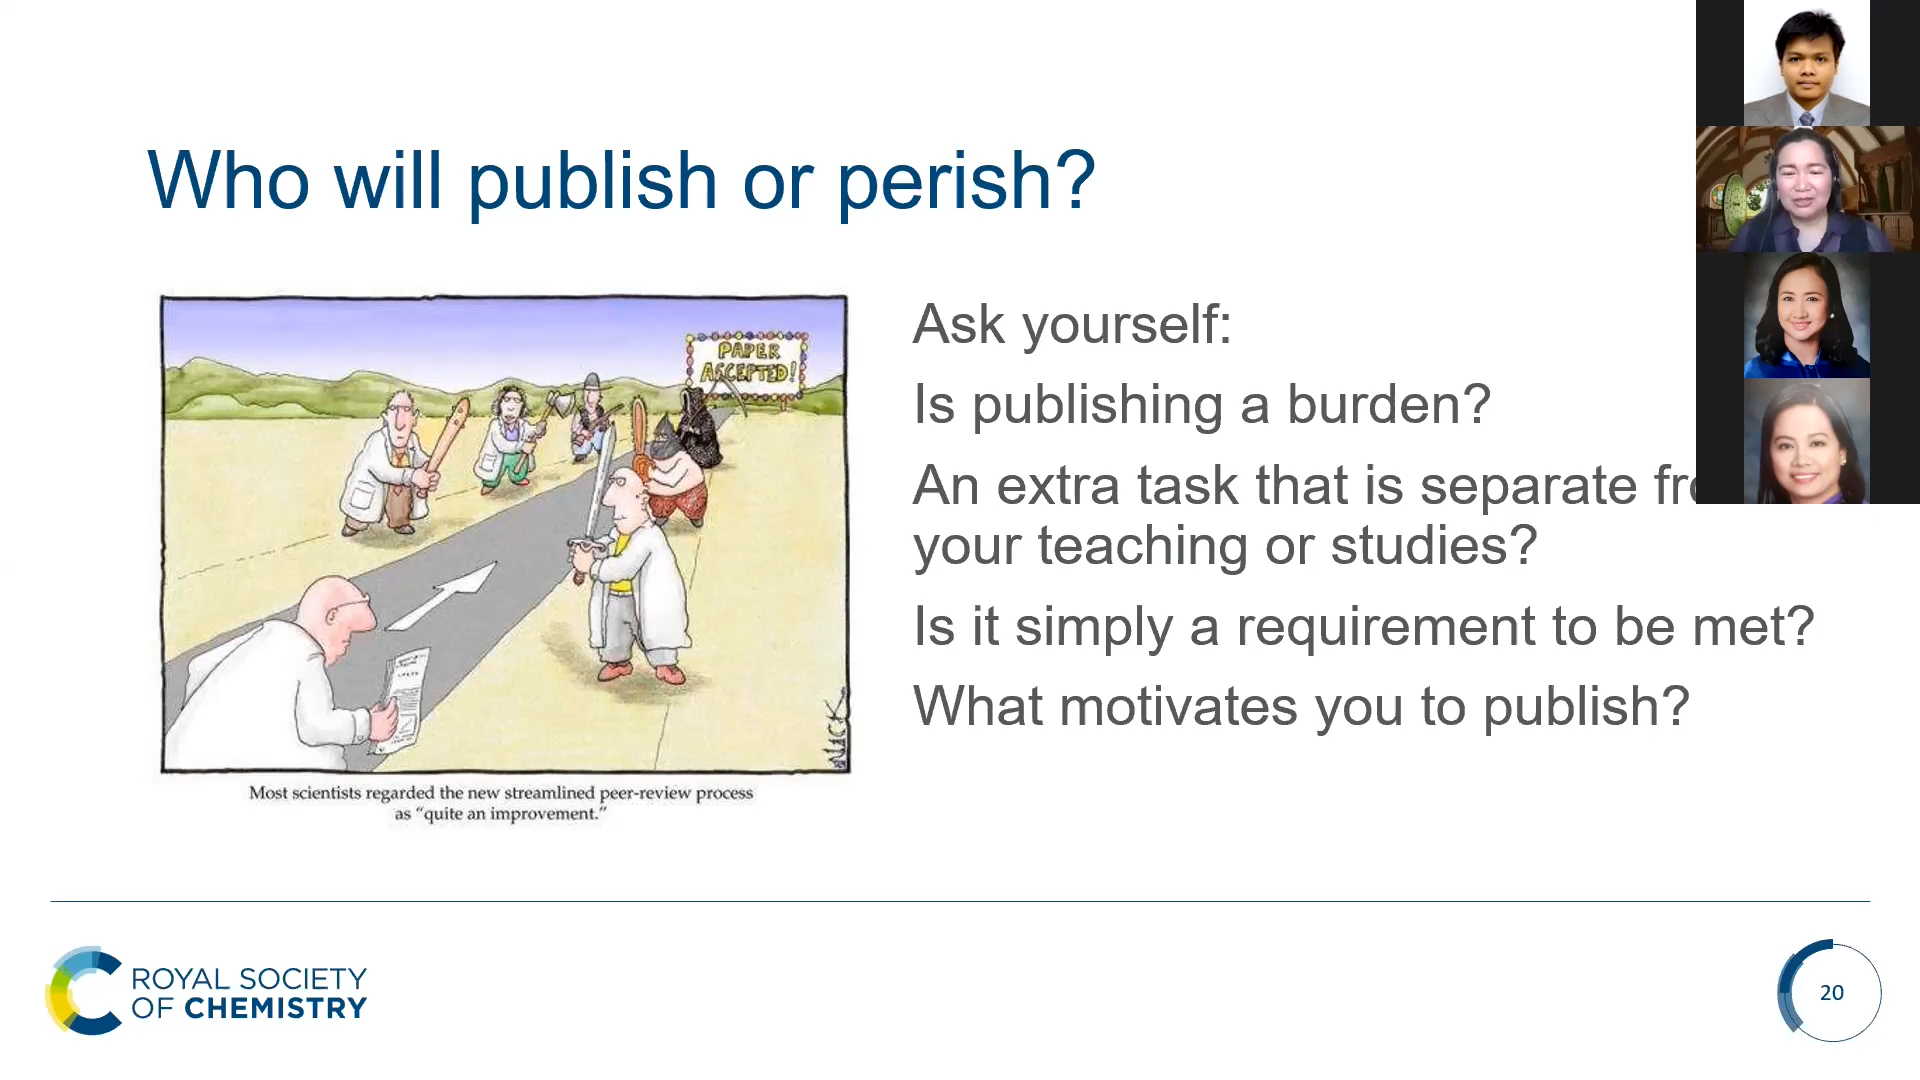 Who will publish or perish?
PAPER
ACCEPTED!
NICK
Most scientists regarded the new streamlined peer-review process
as “quite an improvement.”
Ask yourself:
Is publishing a burden?
An extra task that is separate
your teaching or studies?
Is it simply a requirement to be met?
What motivates you to publish?
ROYAL SOCIETY
OF CHEMISTRY
20